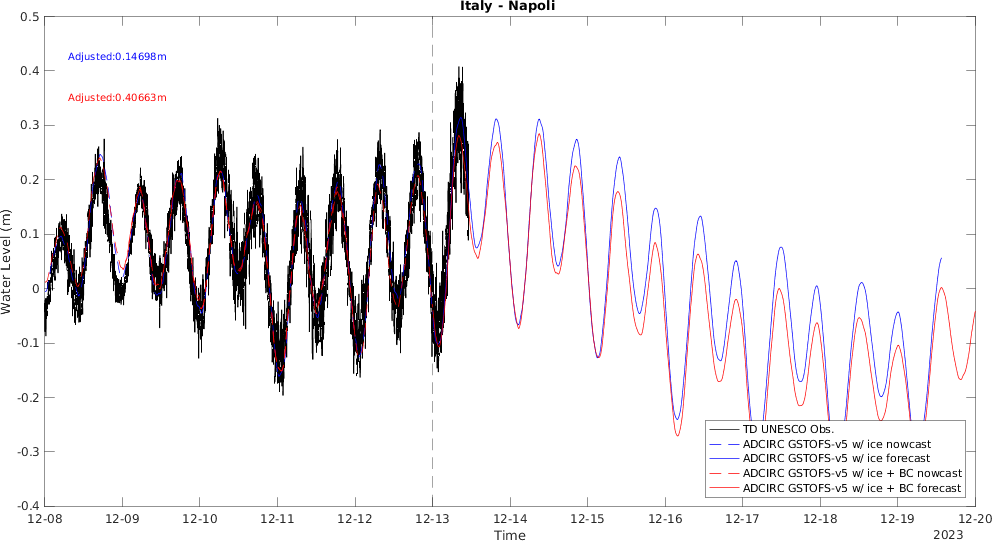 Italy - Napoli
Adjusted:0.14698m
Adjusted:0.40663m
Water Level (m)
0.5
0.4
0.3
0.2
0.1
0
-0.1
-0.2
-0.3
-0.4
TD UNESCO Obs.
ADCIRC GSTOFS-v5 w/ ice nowcast
ADCIRC GSTOFS-v5 w/ ice forecast
ADCIRC GSTOFS-v5 w/ ice + BC nowcast
ADCIRC GSTOFS-v5 w/ ice + BC forecast
12-08 12-09 12-10 12-11 12-12 12-13 12-14 12-15 12-16 12-17 12-18 12-19 12-20
Time
2023